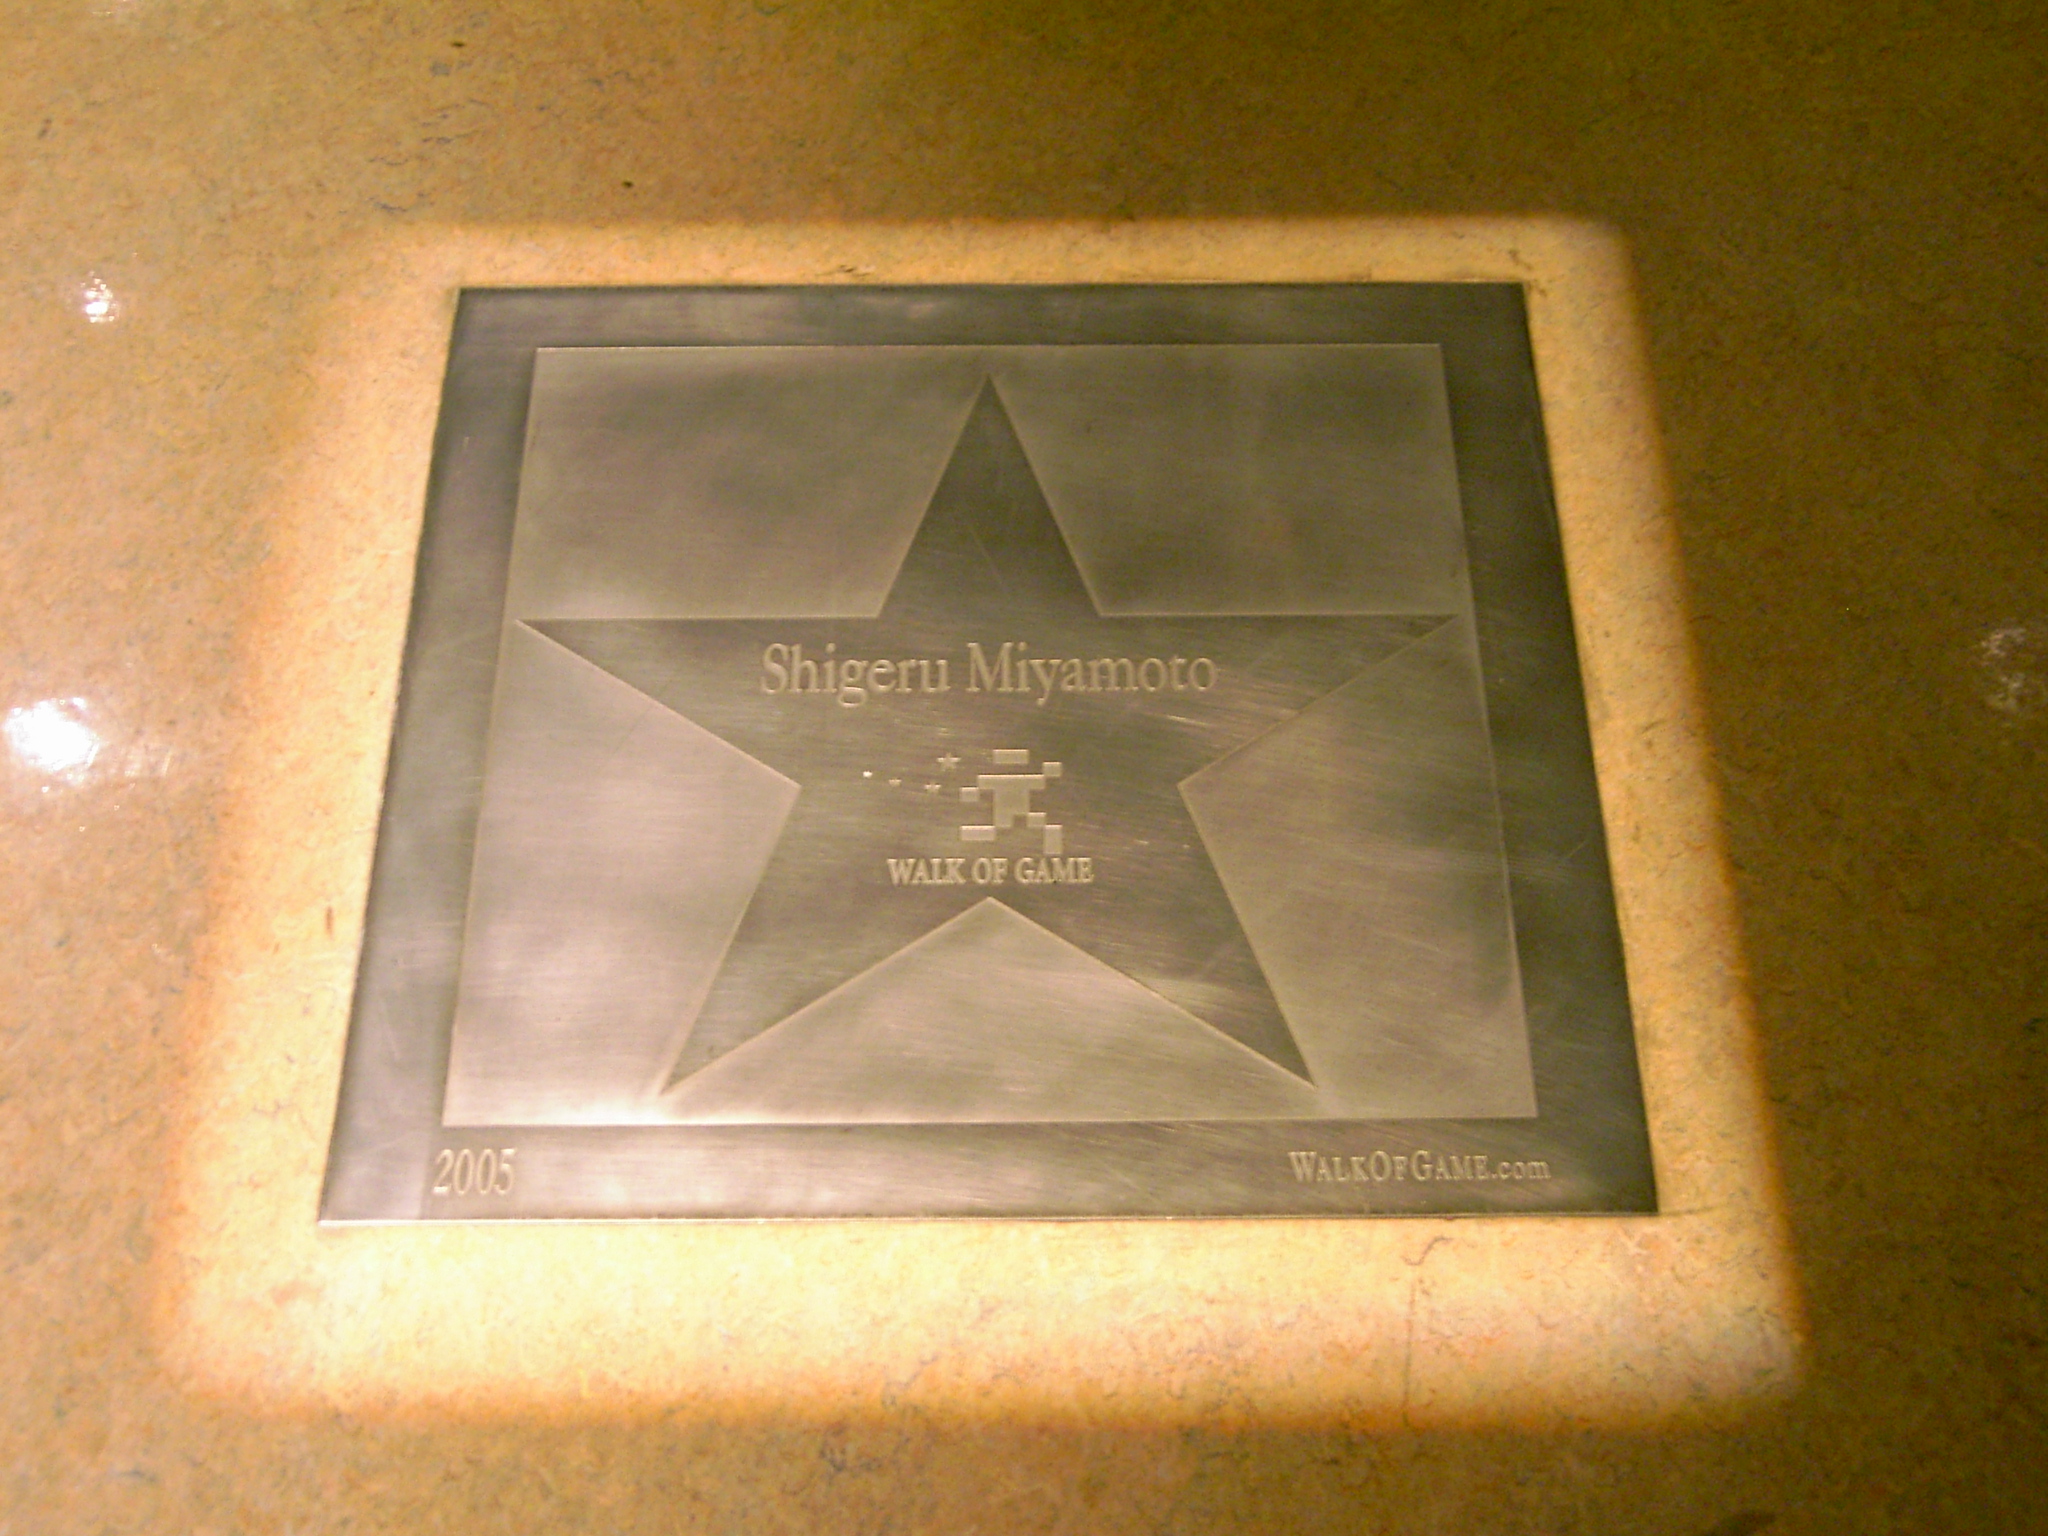 Shigeru Miyamoto
WALK OF GAME
2005
WALKOFGAME.com